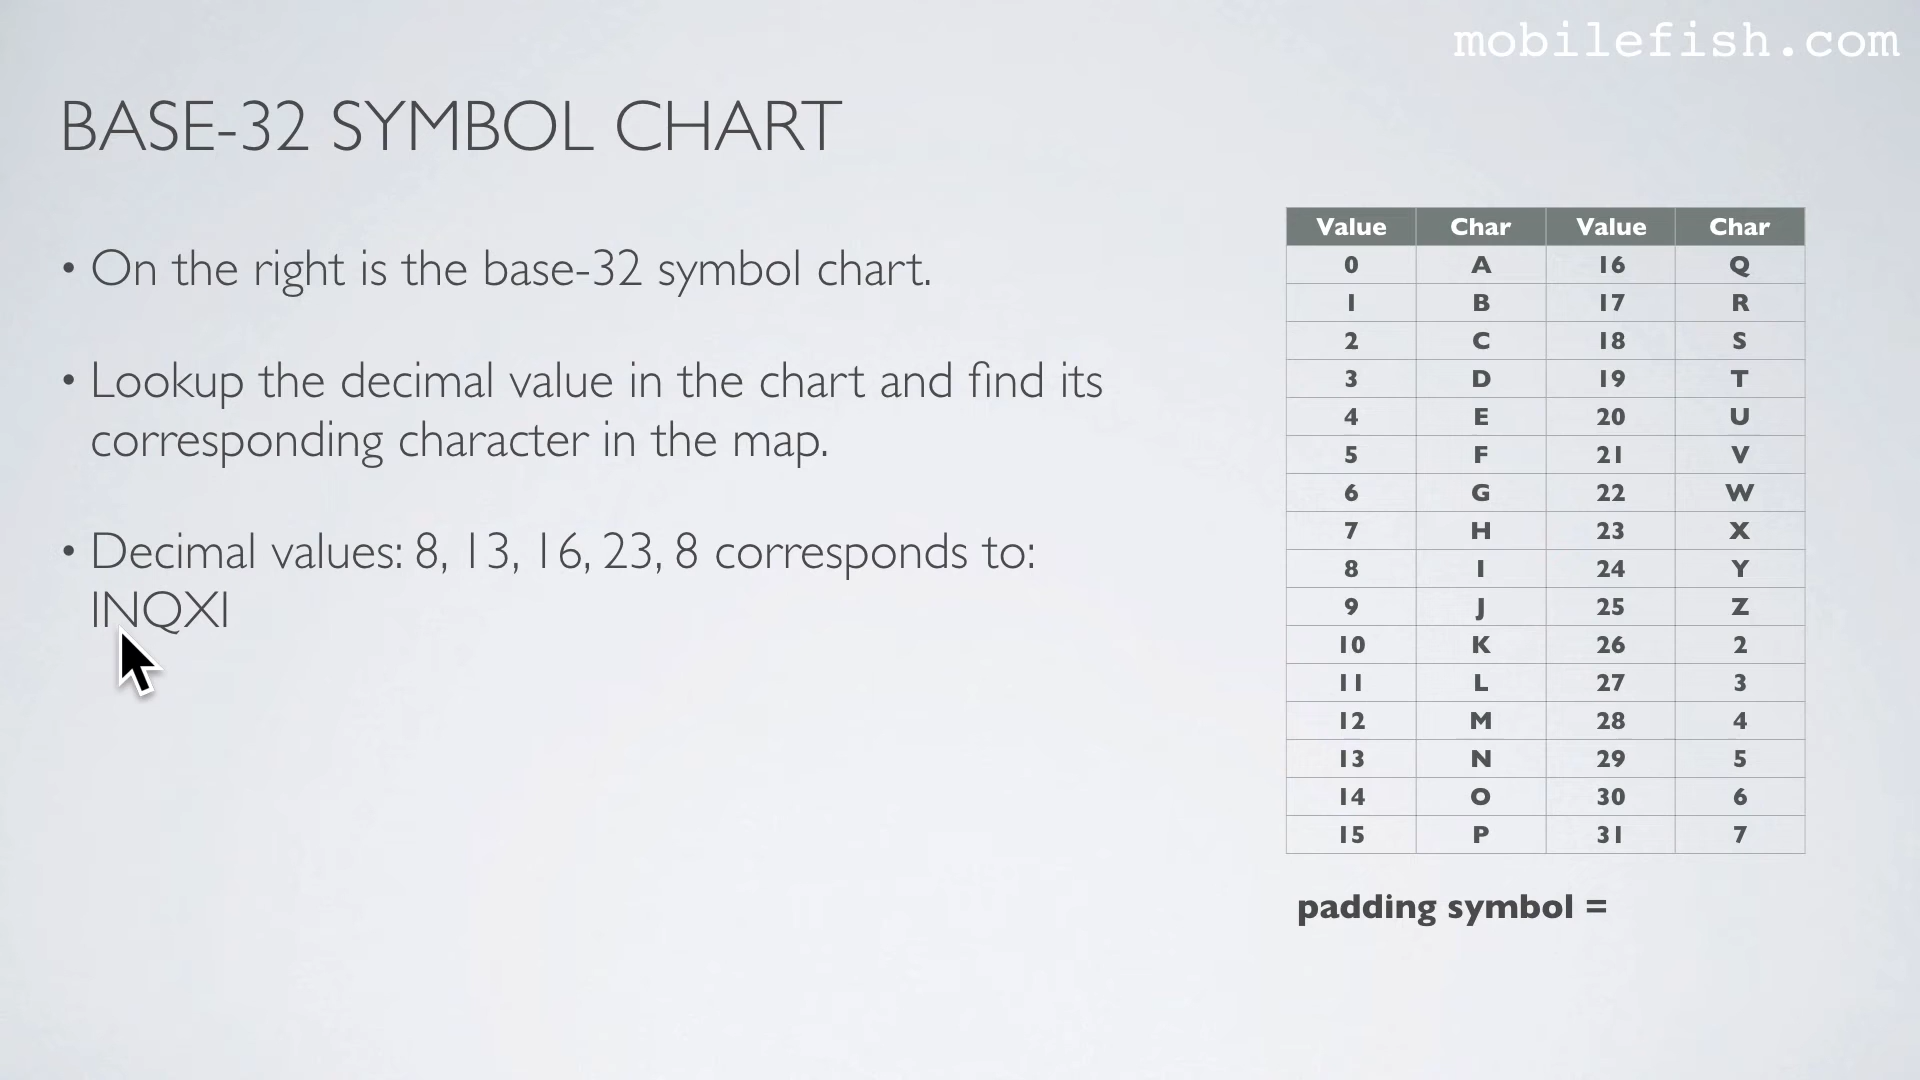 mobilefish.com
BASE-32 SYMBOL CHART
• On the right is the base-32 symbol chart.
• Lookup the decimal value in the chart and find its
corresponding character in the map.
• Decimal values: 8, 13, 16, 23, 8 corresponds to:
INQXI
Value Char Value Char
0 A 16 Q
1 B 17 R
2 C 18 S
3 D 19 T
4 E 20 U
5 F 21 V
6 G 22 W
7 H 23 X
8 I 24 Y
9 J 25 Z
10 K 26 2
11 L 27 3
12 M 28 4
13 N 29 5
14 O 30 6
15 P 31 7
padding symbol =